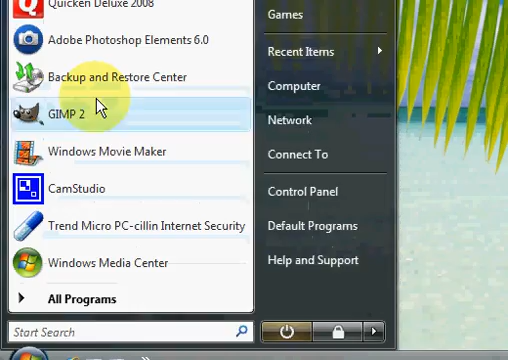 Quicken Deluxe 2008
Adobe Photoshop Elements 6.0
Backup and Restore Center
GIMP 2
Windows Movie Maker
CamStudio
Trend Micro PC-cillin Internet Security
Windows Media Center
All Programs
Start Search
Games
Recent Items
Computer
Network
Connect To
Control Panel
Default Programs
Help and Support